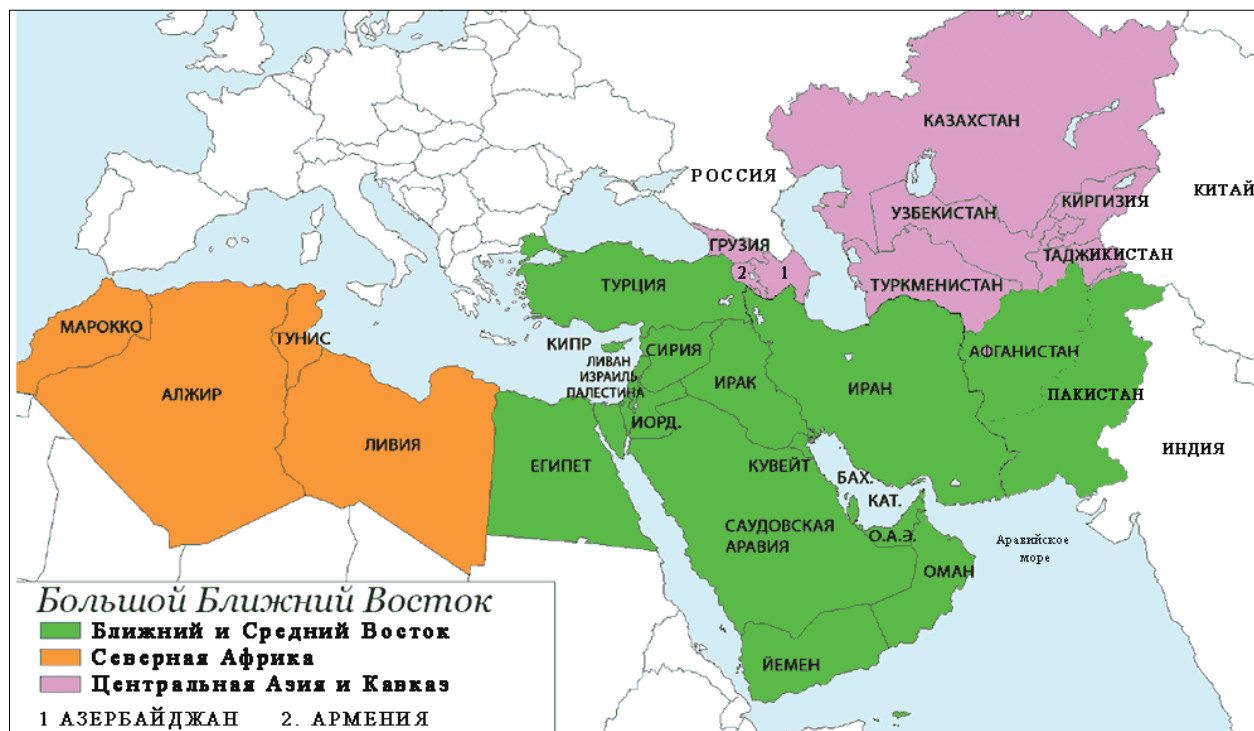 КАЗАХСТАН
РОССИЯ
КИТАЙ
КИРГИЗИЯ
УЗБЕКИСТАН
ГРУЗИЯ
ТАДЖИКИСТАН
2
1
ТУРКМЕНИСТАН
ТУРЦИЯ
МАРОККО
ТУНИС
КИПР
СИРИЯ
АФГАНИСТАН
ЛИВАН
ИЗРАИЛЬ
ПАЛЕСТИНА
ИРАК
ИРАН
АЛЖИР
ПАКИСТАН
ИОРД.
ЛИВИЯ
ИНДИЯ
ЕГИПЕТ
КУВЕЙТ
БАХ.
КАТ.
САУДОВСКАЯ
АРАВИЯ
О.А.Э.
Аравийское
море
ОМАН
ЙЕМЕН
Большой Ближний Восток
Ближний и Средний Восток
Северная Африка
Центральная Азия и Кавказ
1 АЗЕРБАЙДЖАН 2. АРМЕНИЯ